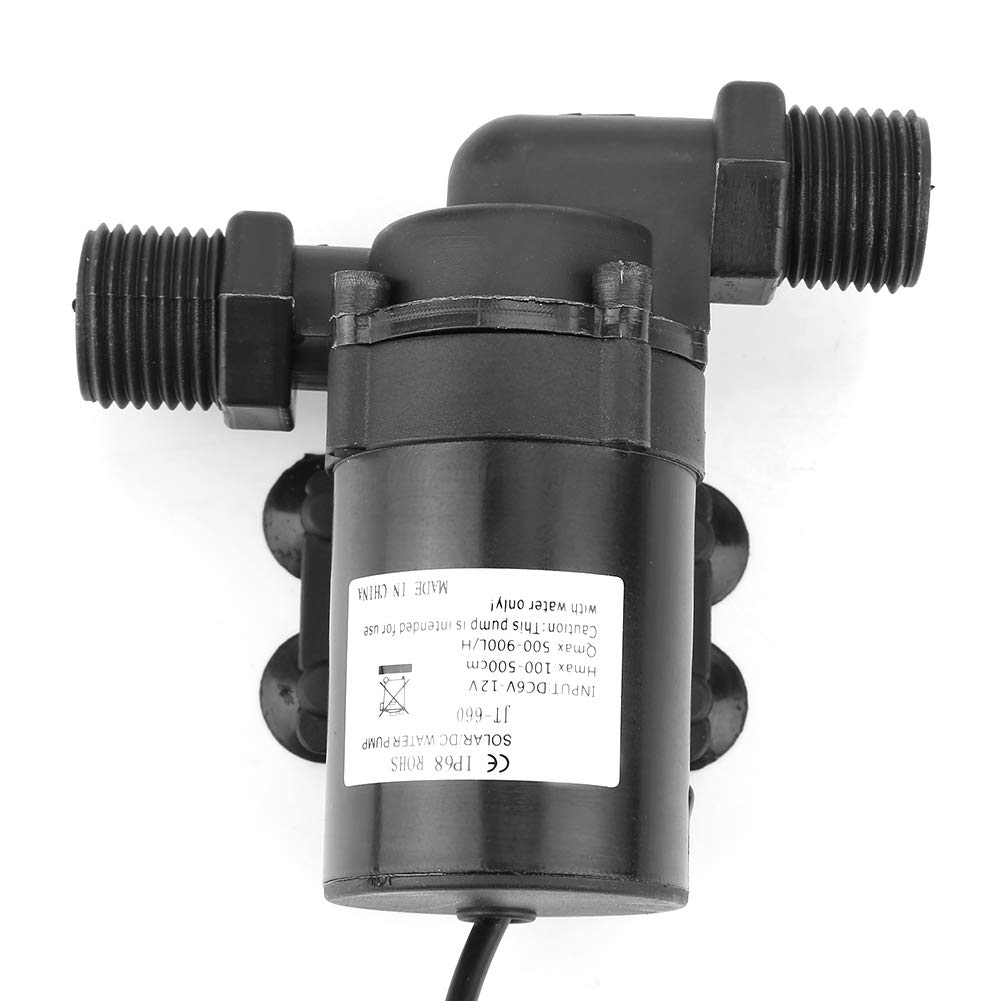 CE IP68 ROHS
SOLAR/DC WATER PUMP
JT-660
INPUT:DC6V-12V
Hmax: 100-500cm
Qmax 500-900L/H
Caution:This pump is intended for use
with water only!
MADE IN CHINA